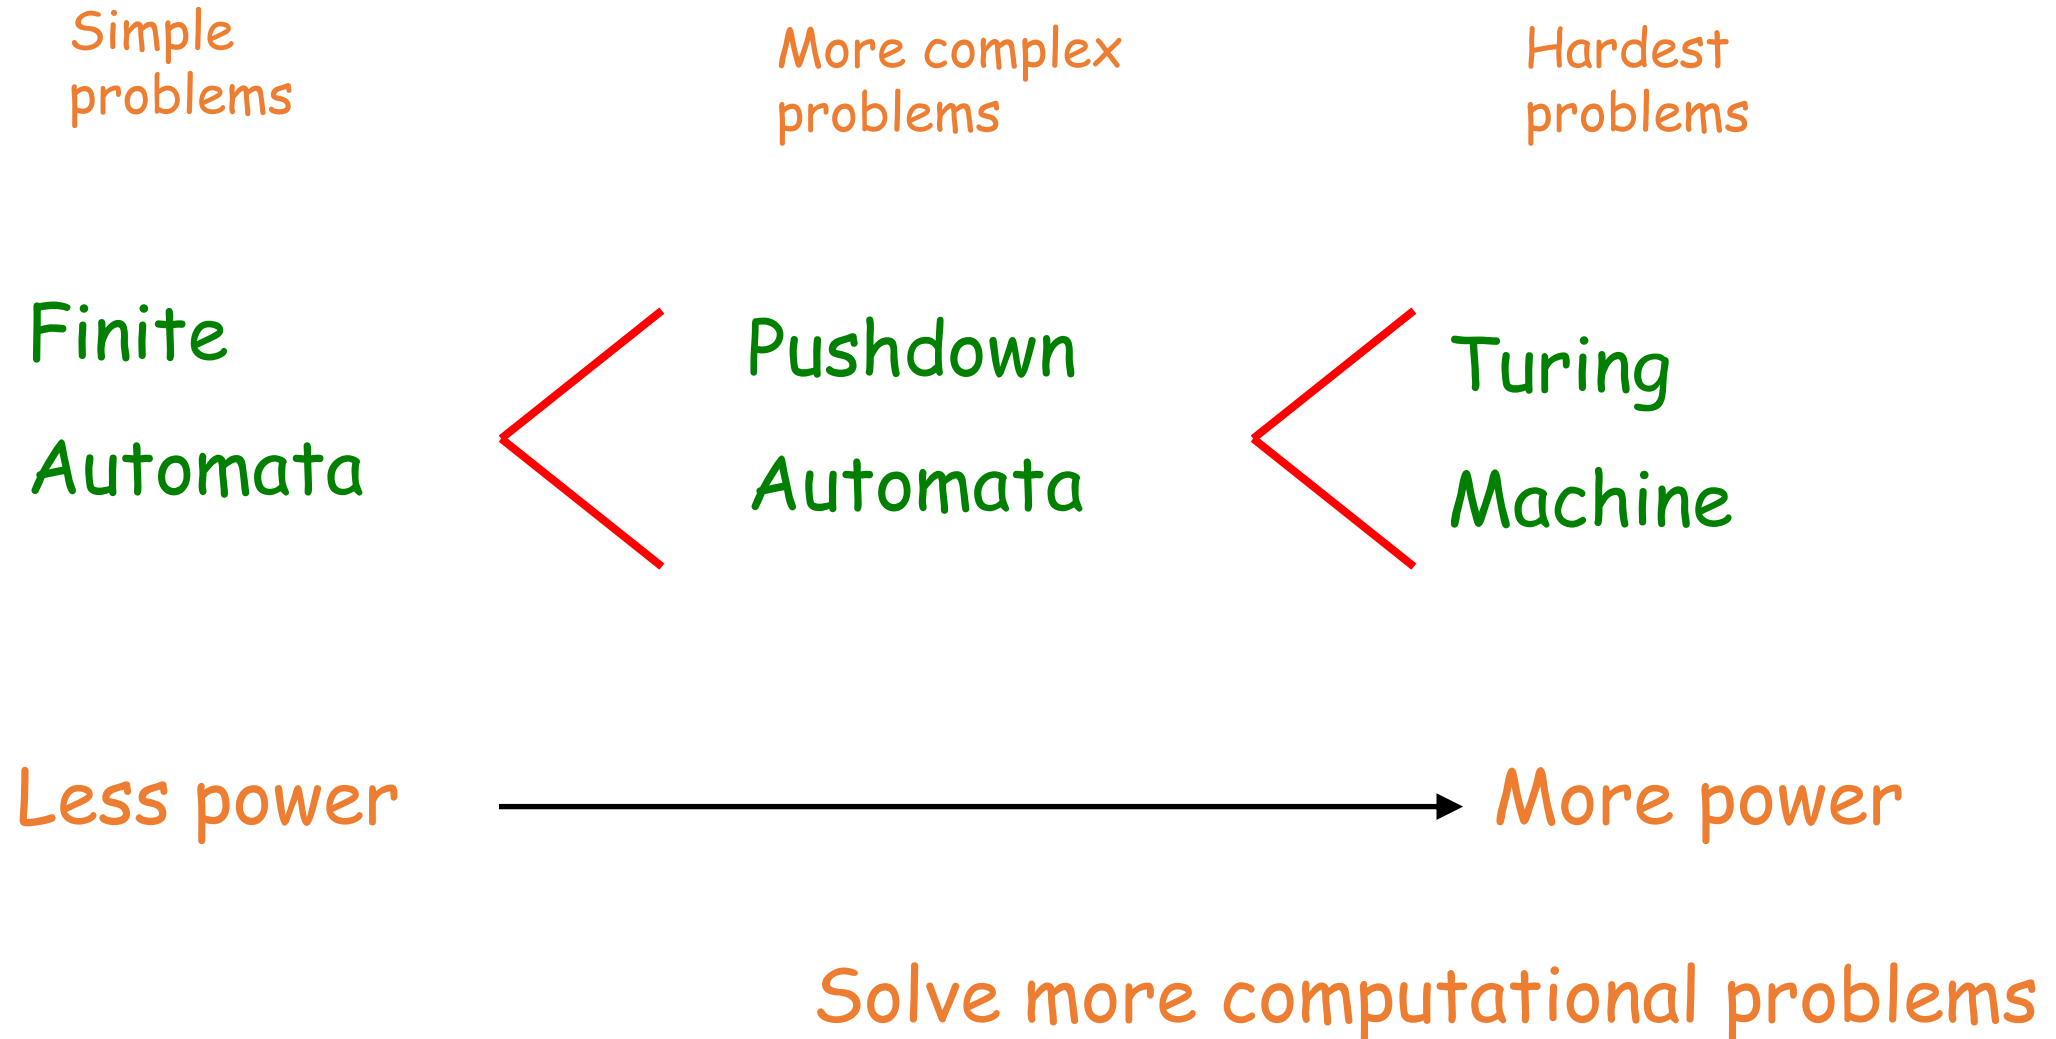 Simple
problems
More complex
problems
Hardest
problems
Finite
Automata
Pushdown
Automata
Turing
Machine
Less power
More power
Solve more computational problems